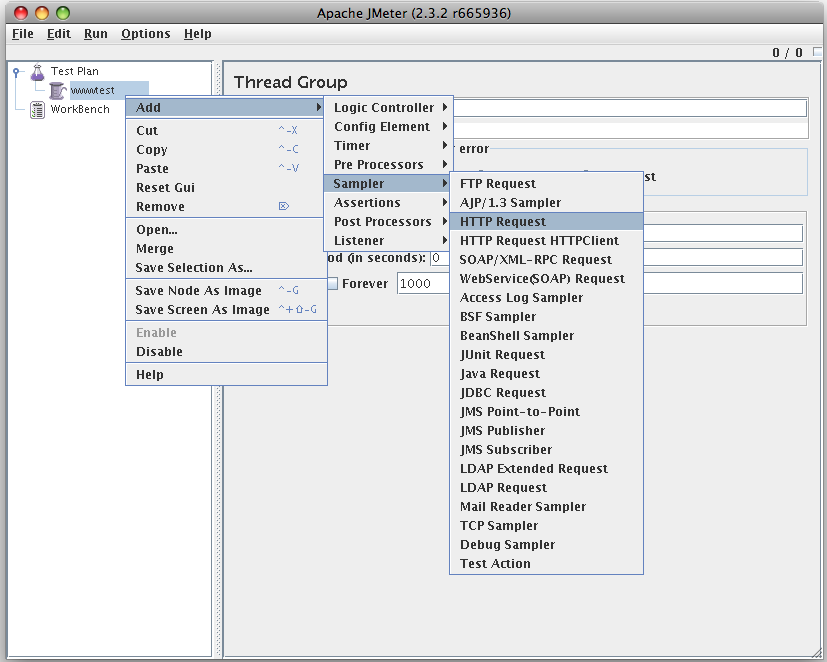 Apache JMeter (2.3.2 r665936)
File Edit Run Options Help
0 / 0
Test Plan
wwwtest
WorkBench
Thread Group
error
st
od (in seconds): 0
Forever 1000
Add
Cut ^-X
Copy ^-C
Paste ^-V
Reset Gui
Remove ⌦
Open...
Merge
Save Selection As...
Save Node As Image ^-G
Save Screen As Image ^+⇧-G
Enable
Disable
Help
Logic Controller
Config Element
Timer
Pre Processors
Sampler
Assertions
Post Processors
Listener
FTP Request
AJP/1.3 Sampler
HTTP Request
HTTP Request HTTPClient
SOAP/XML-RPC Request
WebService(SOAP) Request
Access Log Sampler
BSF Sampler
BeanShell Sampler
JUnit Request
Java Request
JDBC Request
JMS Point-to-Point
JMS Publisher
JMS Subscriber
LDAP Extended Request
LDAP Request
Mail Reader Sampler
TCP Sampler
Debug Sampler
Test Action